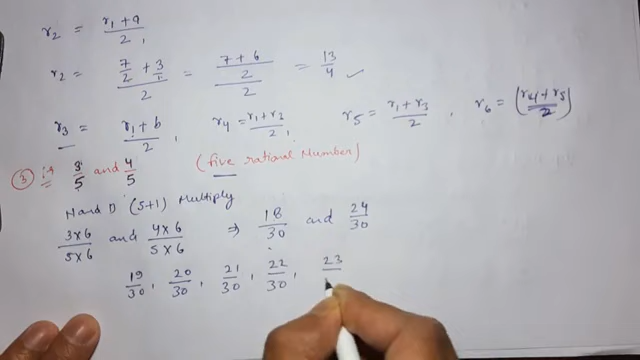 r₂ = (r₁+a)/2,
r₂ = (7/2 + 3/1)/2 = ((7+6)/2)/2 = 13/4 ✓
r₃ = (r₁+b)/2, r₄ = (r₁+r₂)/2, r₅ = (r₁+r₃)/2, r₆ = (r₄+r₅)/2
③ 3/5 and 4/5 (five rational Number)
N and D (5+1) Multiply
3×6/5×6 and 4×6/5×6 ⇒ 18/30 and 24/30
19/30, 20/30, 21/30, 22/30, 23